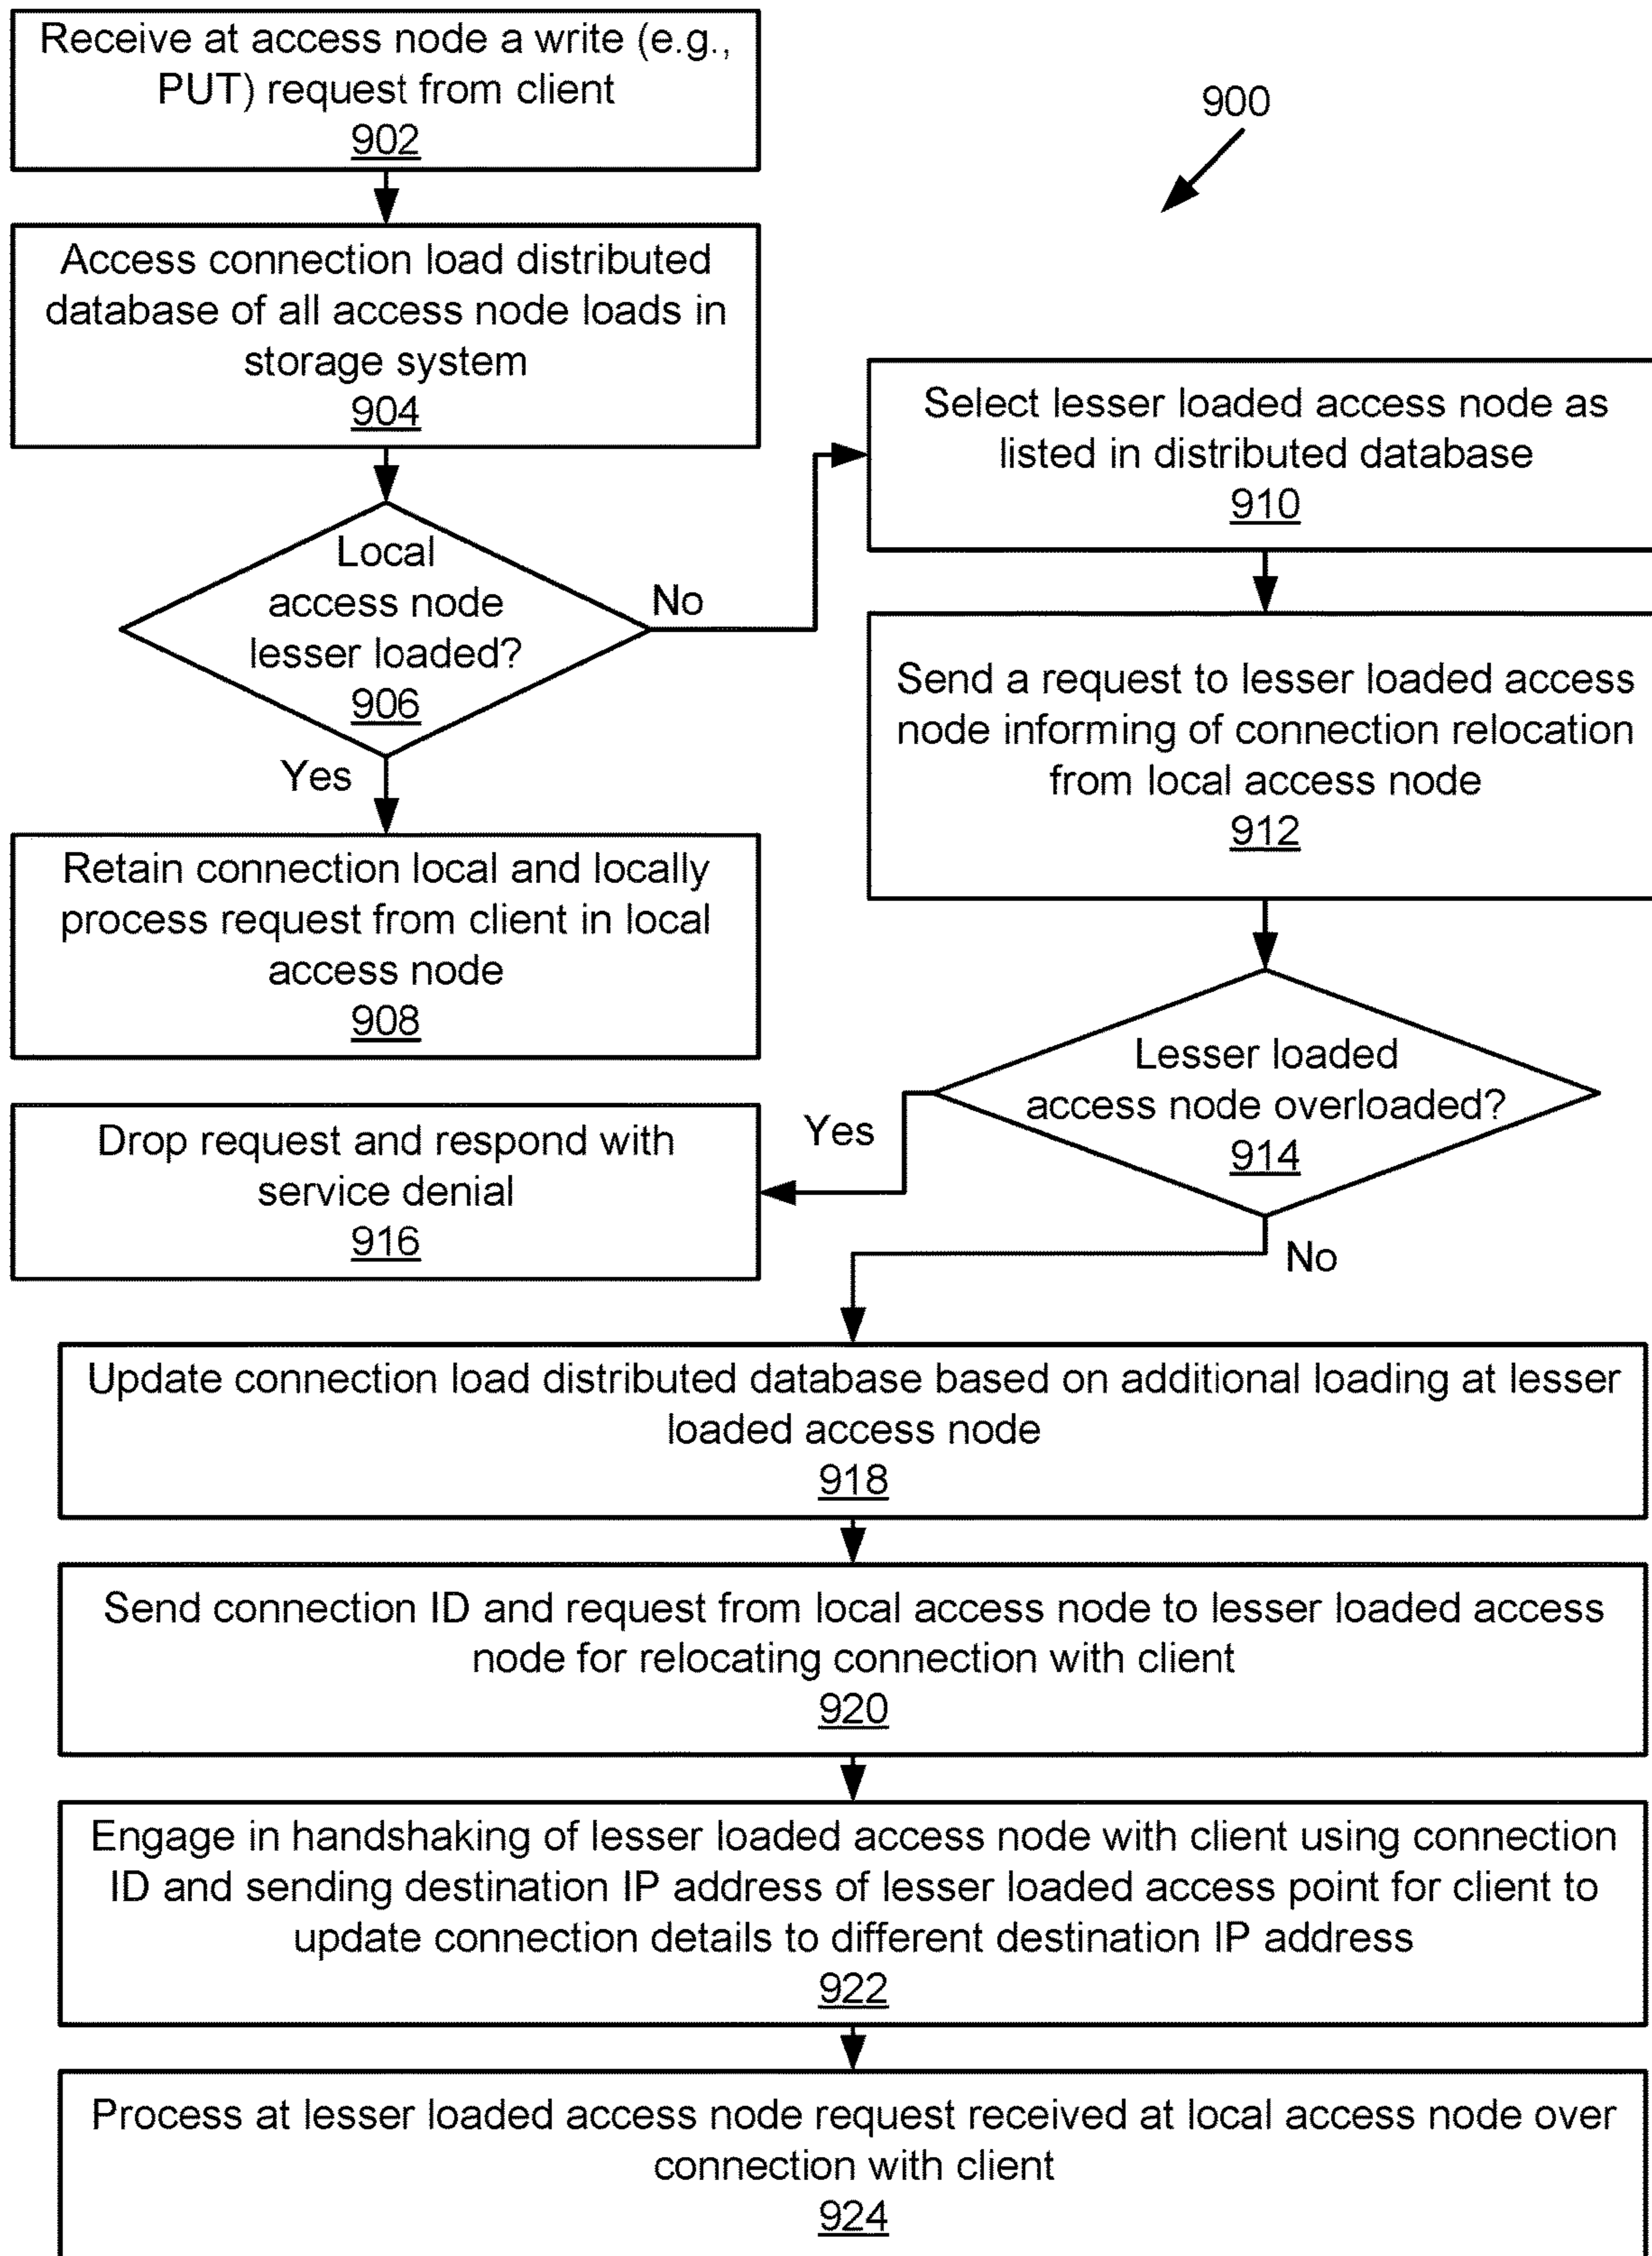 Receive at access node a write (e.g.,
PUT) request from client
902
900
Access connection load distributed
database of all access node loads in
storage system
904
Local
access node
lesser loaded?
906
No
Yes
Retain connection local and locally
process request from client in local
access node
908
Select lesser loaded access node as
listed in distributed database
910
Send a request to lesser loaded access
node informing of connection relocation
from local access node
912
Lesser loaded
access node overloaded?
914
Yes
No
Drop request and respond with
service denial
916
Update connection load distributed database based on additional loading at lesser
loaded access node
918
Send connection ID and request from local access node to lesser loaded access
node for relocating connection with client
920
Engage in handshaking of lesser loaded access node with client using connection
ID and sending destination IP address of lesser loaded access point for client to
update connection details to different destination IP address
922
Process at lesser loaded access node request received at local access node over
connection with client
924